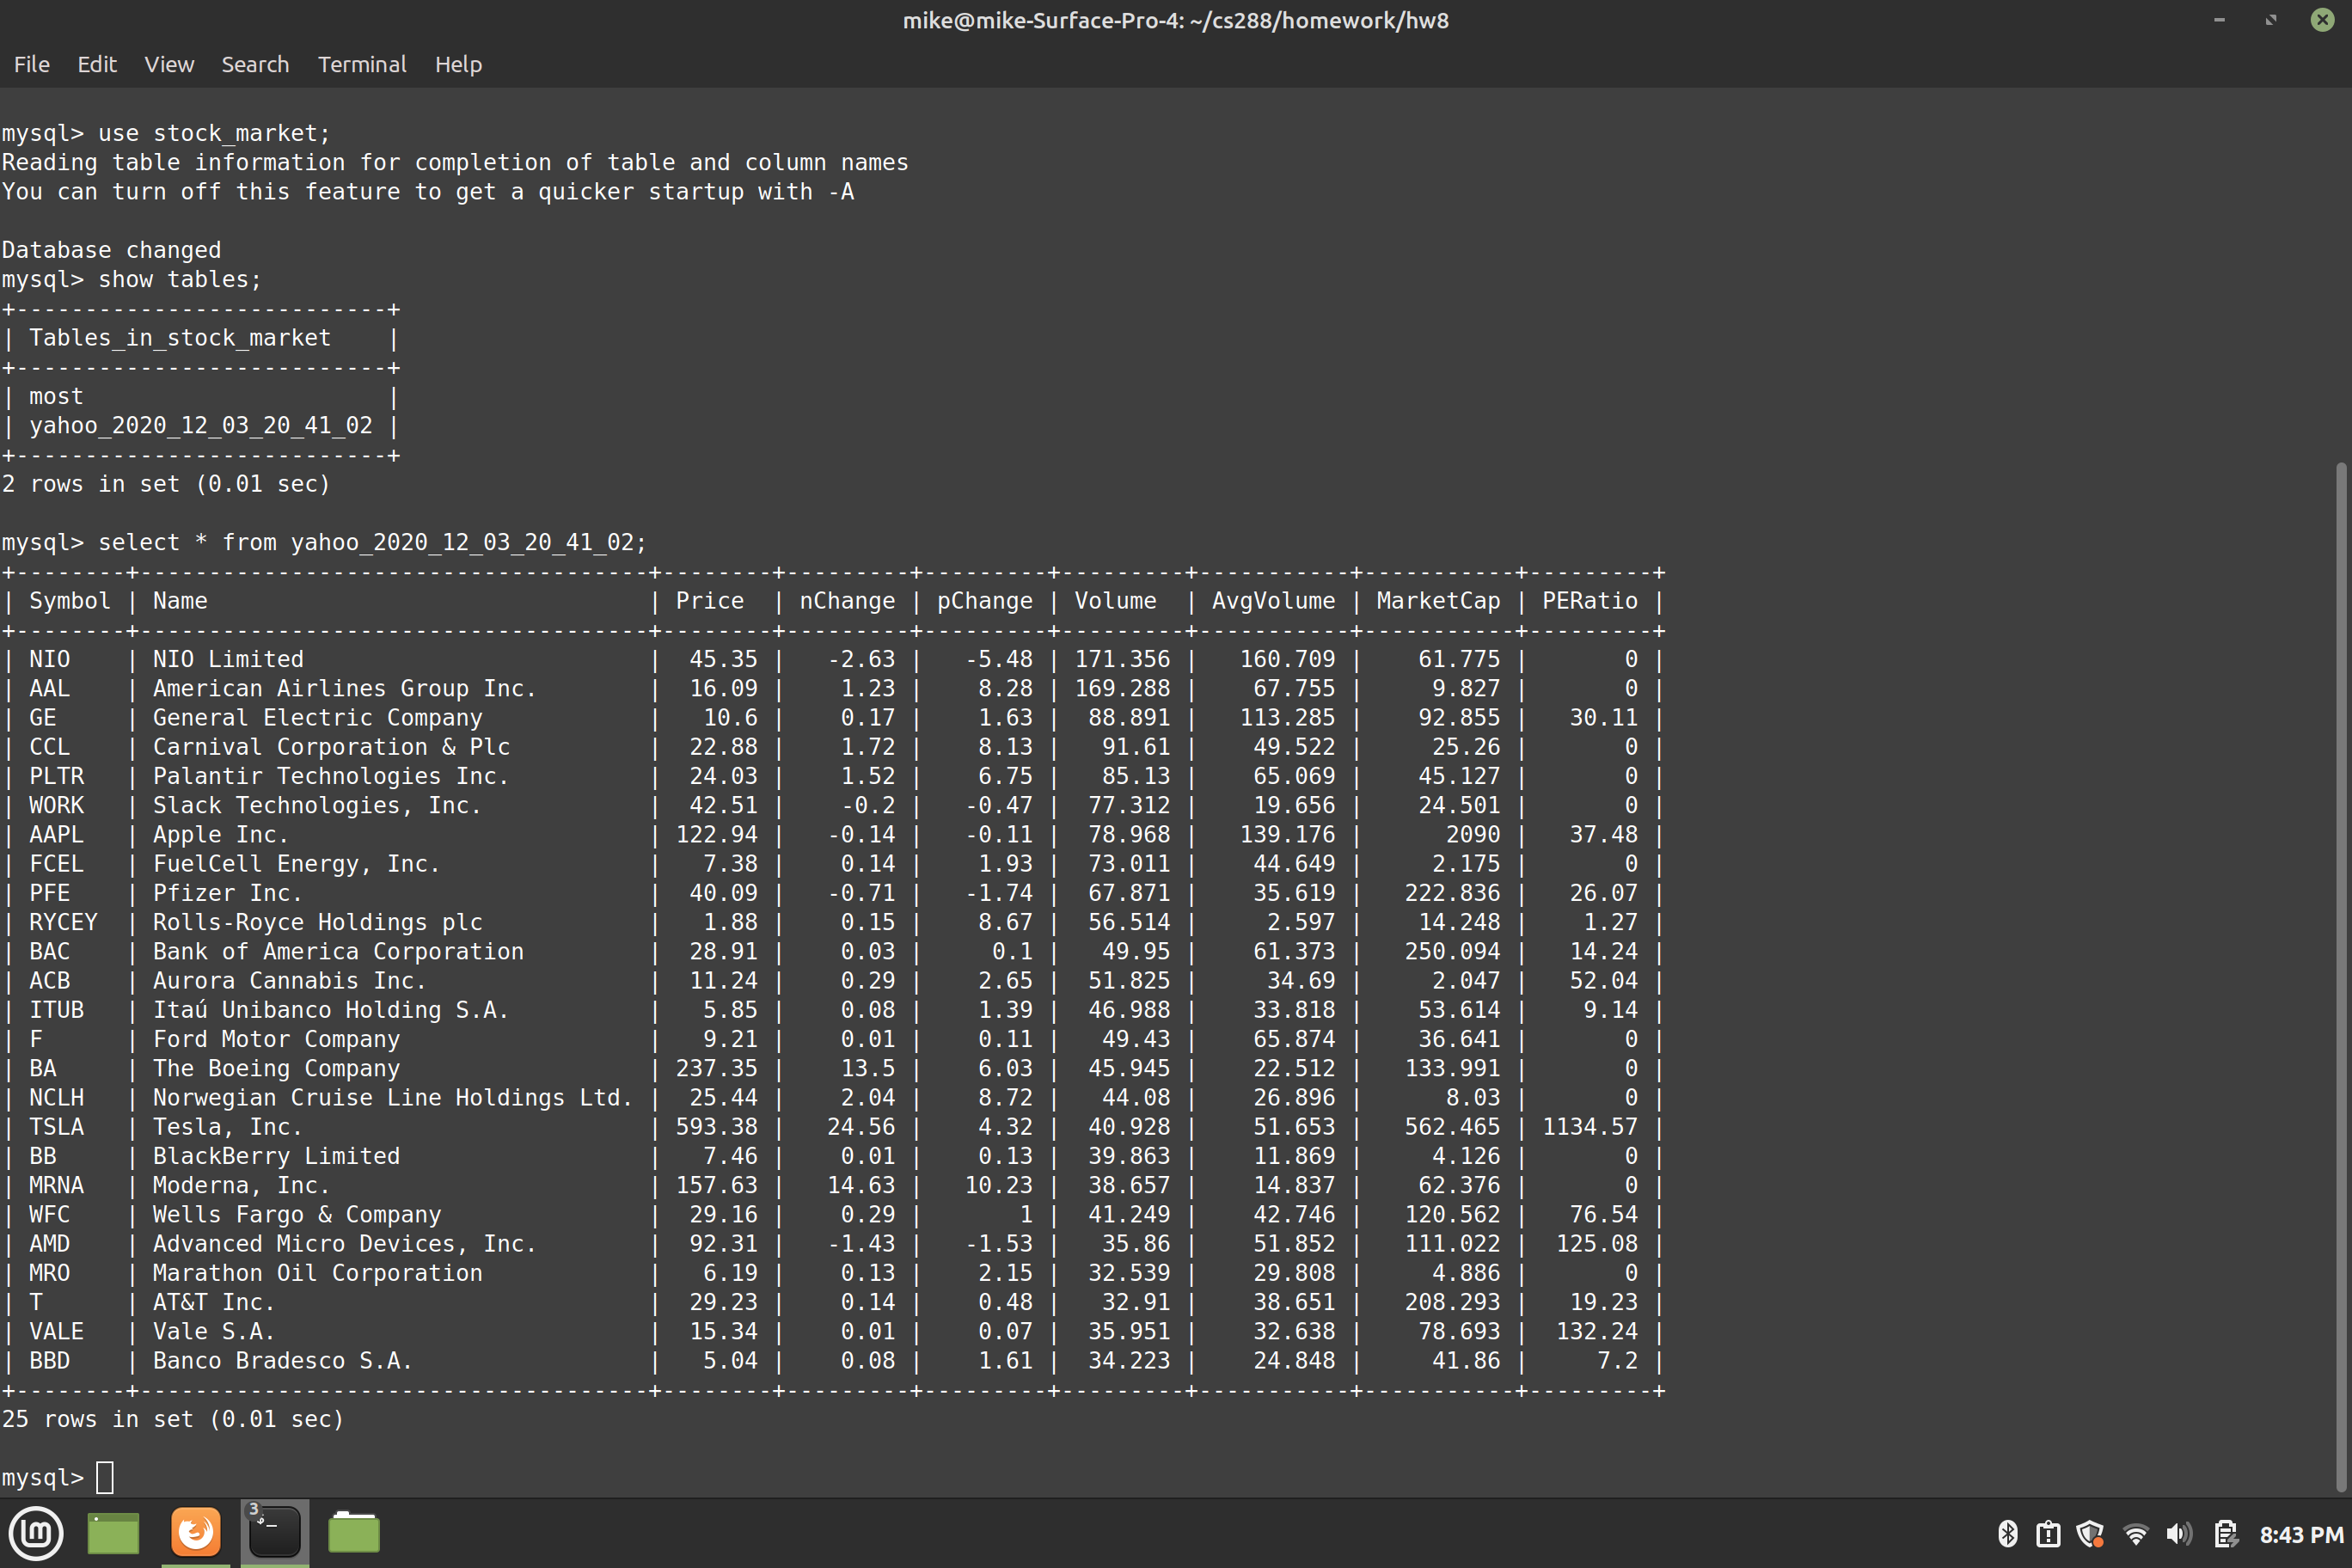 mike@mike-Surface-Pro-4: ~/cs288/homework/hw8
File Edit View Search Terminal Help
mysql> use stock_market;
Reading table information for completion of table and column names
You can turn off this feature to get a quicker startup with -A
Database changed
mysql> show tables;
+---------------------------+
| Tables_in_stock_market    |
+---------------------------+
| most                      |
| yahoo_2020_12_03_20_41_02 |
+---------------------------+
2 rows in set (0.01 sec)
mysql> select * from yahoo_2020_12_03_20_41_02;
+--------+-------------------------------------+--------+---------+---------+---------+-----------+-----------+---------+
| Symbol | Name                                | Price  | nChange | pChange | Volume  | AvgVolume | MarketCap | PERatio |
+--------+-------------------------------------+--------+---------+---------+---------+-----------+-----------+---------+
| NIO    | NIO Limited                         |  45.35 |   -2.63 |   -5.48 | 171.356 |   160.709 |    61.775 |       0 |
| AAL    | American Airlines Group Inc.        |  16.09 |    1.23 |    8.28 | 169.288 |    67.755 |     9.827 |       0 |
| GE     | General Electric Company            |   10.6 |    0.17 |    1.63 |  88.891 |   113.285 |    92.855 |   30.11 |
| CCL    | Carnival Corporation & Plc          |  22.88 |    1.72 |    8.13 |   91.61 |    49.522 |     25.26 |       0 |
| PLTR   | Palantir Technologies Inc.          |  24.03 |    1.52 |    6.75 |   85.13 |    65.069 |    45.127 |       0 |
| WORK   | Slack Technologies, Inc.            |  42.51 |    -0.2 |   -0.47 |  77.312 |    19.656 |    24.501 |       0 |
| AAPL   | Apple Inc.                          | 122.94 |   -0.14 |   -0.11 |  78.968 |   139.176 |      2090 |   37.48 |
| FCEL   | FuelCell Energy, Inc.               |   7.38 |    0.14 |    1.93 |  73.011 |    44.649 |     2.175 |       0 |
| PFE    | Pfizer Inc.                         |  40.09 |   -0.71 |   -1.74 |  67.871 |    35.619 |   222.836 |   26.07 |
| RYCEY  | Rolls-Royce Holdings plc            |   1.88 |    0.15 |    8.67 |  56.514 |     2.597 |    14.248 |    1.27 |
| BAC    | Bank of America Corporation         |  28.91 |    0.03 |     0.1 |   49.95 |    61.373 |   250.094 |   14.24 |
| ACB    | Aurora Cannabis Inc.                |  11.24 |    0.29 |    2.65 |  51.825 |     34.69 |     2.047 |   52.04 |
| ITUB   | Itaú Unibanco Holding S.A.          |   5.85 |    0.08 |    1.39 |  46.988 |    33.818 |    53.614 |    9.14 |
| F      | Ford Motor Company                  |   9.21 |    0.01 |    0.11 |   49.43 |    65.874 |    36.641 |       0 |
| BA     | The Boeing Company                  | 237.35 |    13.5 |    6.03 |  45.945 |    22.512 |   133.991 |       0 |
| NCLH   | Norwegian Cruise Line Holdings Ltd. |  25.44 |    2.04 |    8.72 |   44.08 |    26.896 |      8.03 |       0 |
| TSLA   | Tesla, Inc.                         | 593.38 |   24.56 |    4.32 |  40.928 |    51.653 |   562.465 | 1134.57 |
| BB     | BlackBerry Limited                  |   7.46 |    0.01 |    0.13 |  39.863 |    11.869 |     4.126 |       0 |
| MRNA   | Moderna, Inc.                       | 157.63 |   14.63 |   10.23 |  38.657 |    14.837 |    62.376 |       0 |
| WFC    | Wells Fargo & Company               |  29.16 |    0.29 |       1 |  41.249 |    42.746 |   120.562 |   76.54 |
| AMD    | Advanced Micro Devices, Inc.        |  92.31 |   -1.43 |   -1.53 |   35.86 |    51.852 |   111.022 |  125.08 |
| MRO    | Marathon Oil Corporation            |   6.19 |    0.13 |    2.15 |  32.539 |    29.808 |     4.886 |       0 |
| T      | AT&T Inc.                           |  29.23 |    0.14 |    0.48 |   32.91 |    38.651 |   208.293 |   19.23 |
| VALE   | Vale S.A.                           |  15.34 |    0.01 |    0.07 |  35.951 |    32.638 |    78.693 |  132.24 |
| BBD    | Banco Bradesco S.A.                 |   5.04 |    0.08 |    1.61 |  34.223 |    24.848 |     41.86 |     7.2 |
+--------+-------------------------------------+--------+---------+---------+---------+-----------+-----------+---------+
25 rows in set (0.01 sec)
mysql>
3
8:43 PM